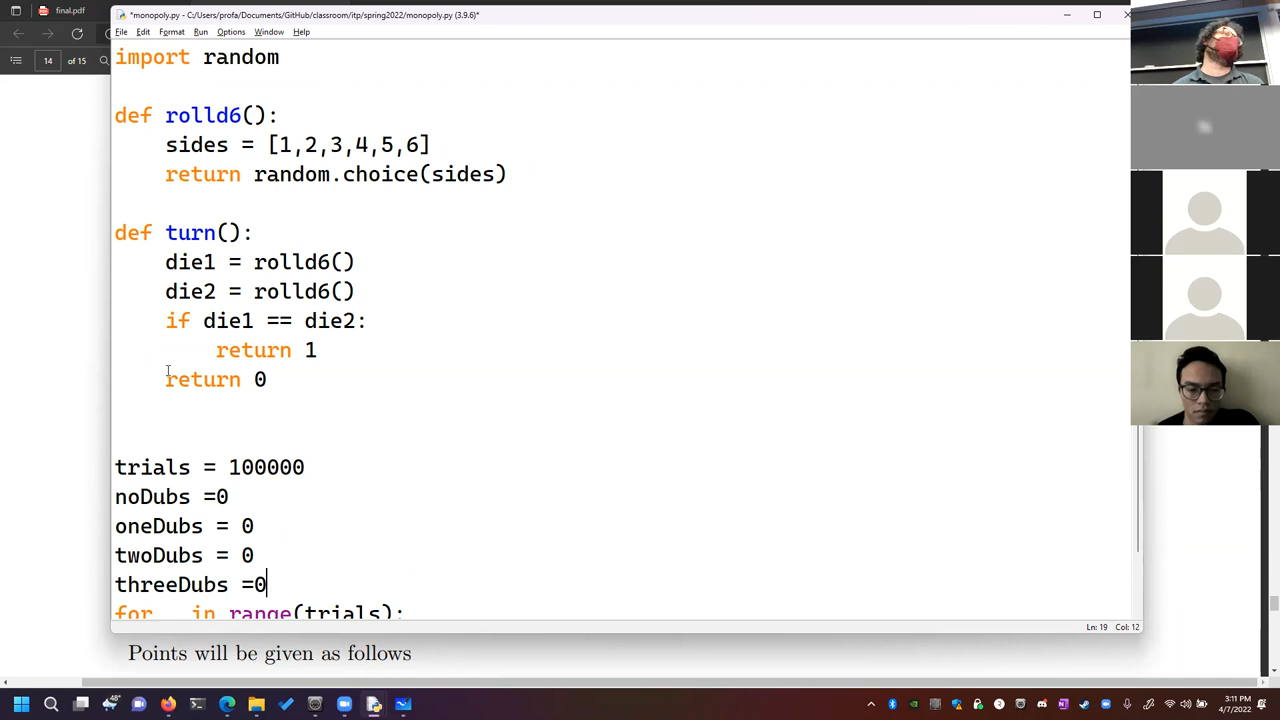 final.pdf
*monopoly.py - C:/Users/profa/Documents/GitHub/classroom/itp/spring2022/monopoly.py (3.9.6)*
File Edit Format Run Options Window Help
14 of 15
import random
def rolld6():
sides = [1,2,3,4,5,6]
return random.choice(sides)
def turn():
die1 = rolld6()
die2 = rolld6()
if die1 == die2:
return 1
return 0
trials = 100000
noDubs =0
oneDubs = 0
twoDubs = 0
threeDubs =0
for _ in range(trials):
Ln: 19 Col: 12
Points will be given as follows
48°
3:11 PM
4/7/2022